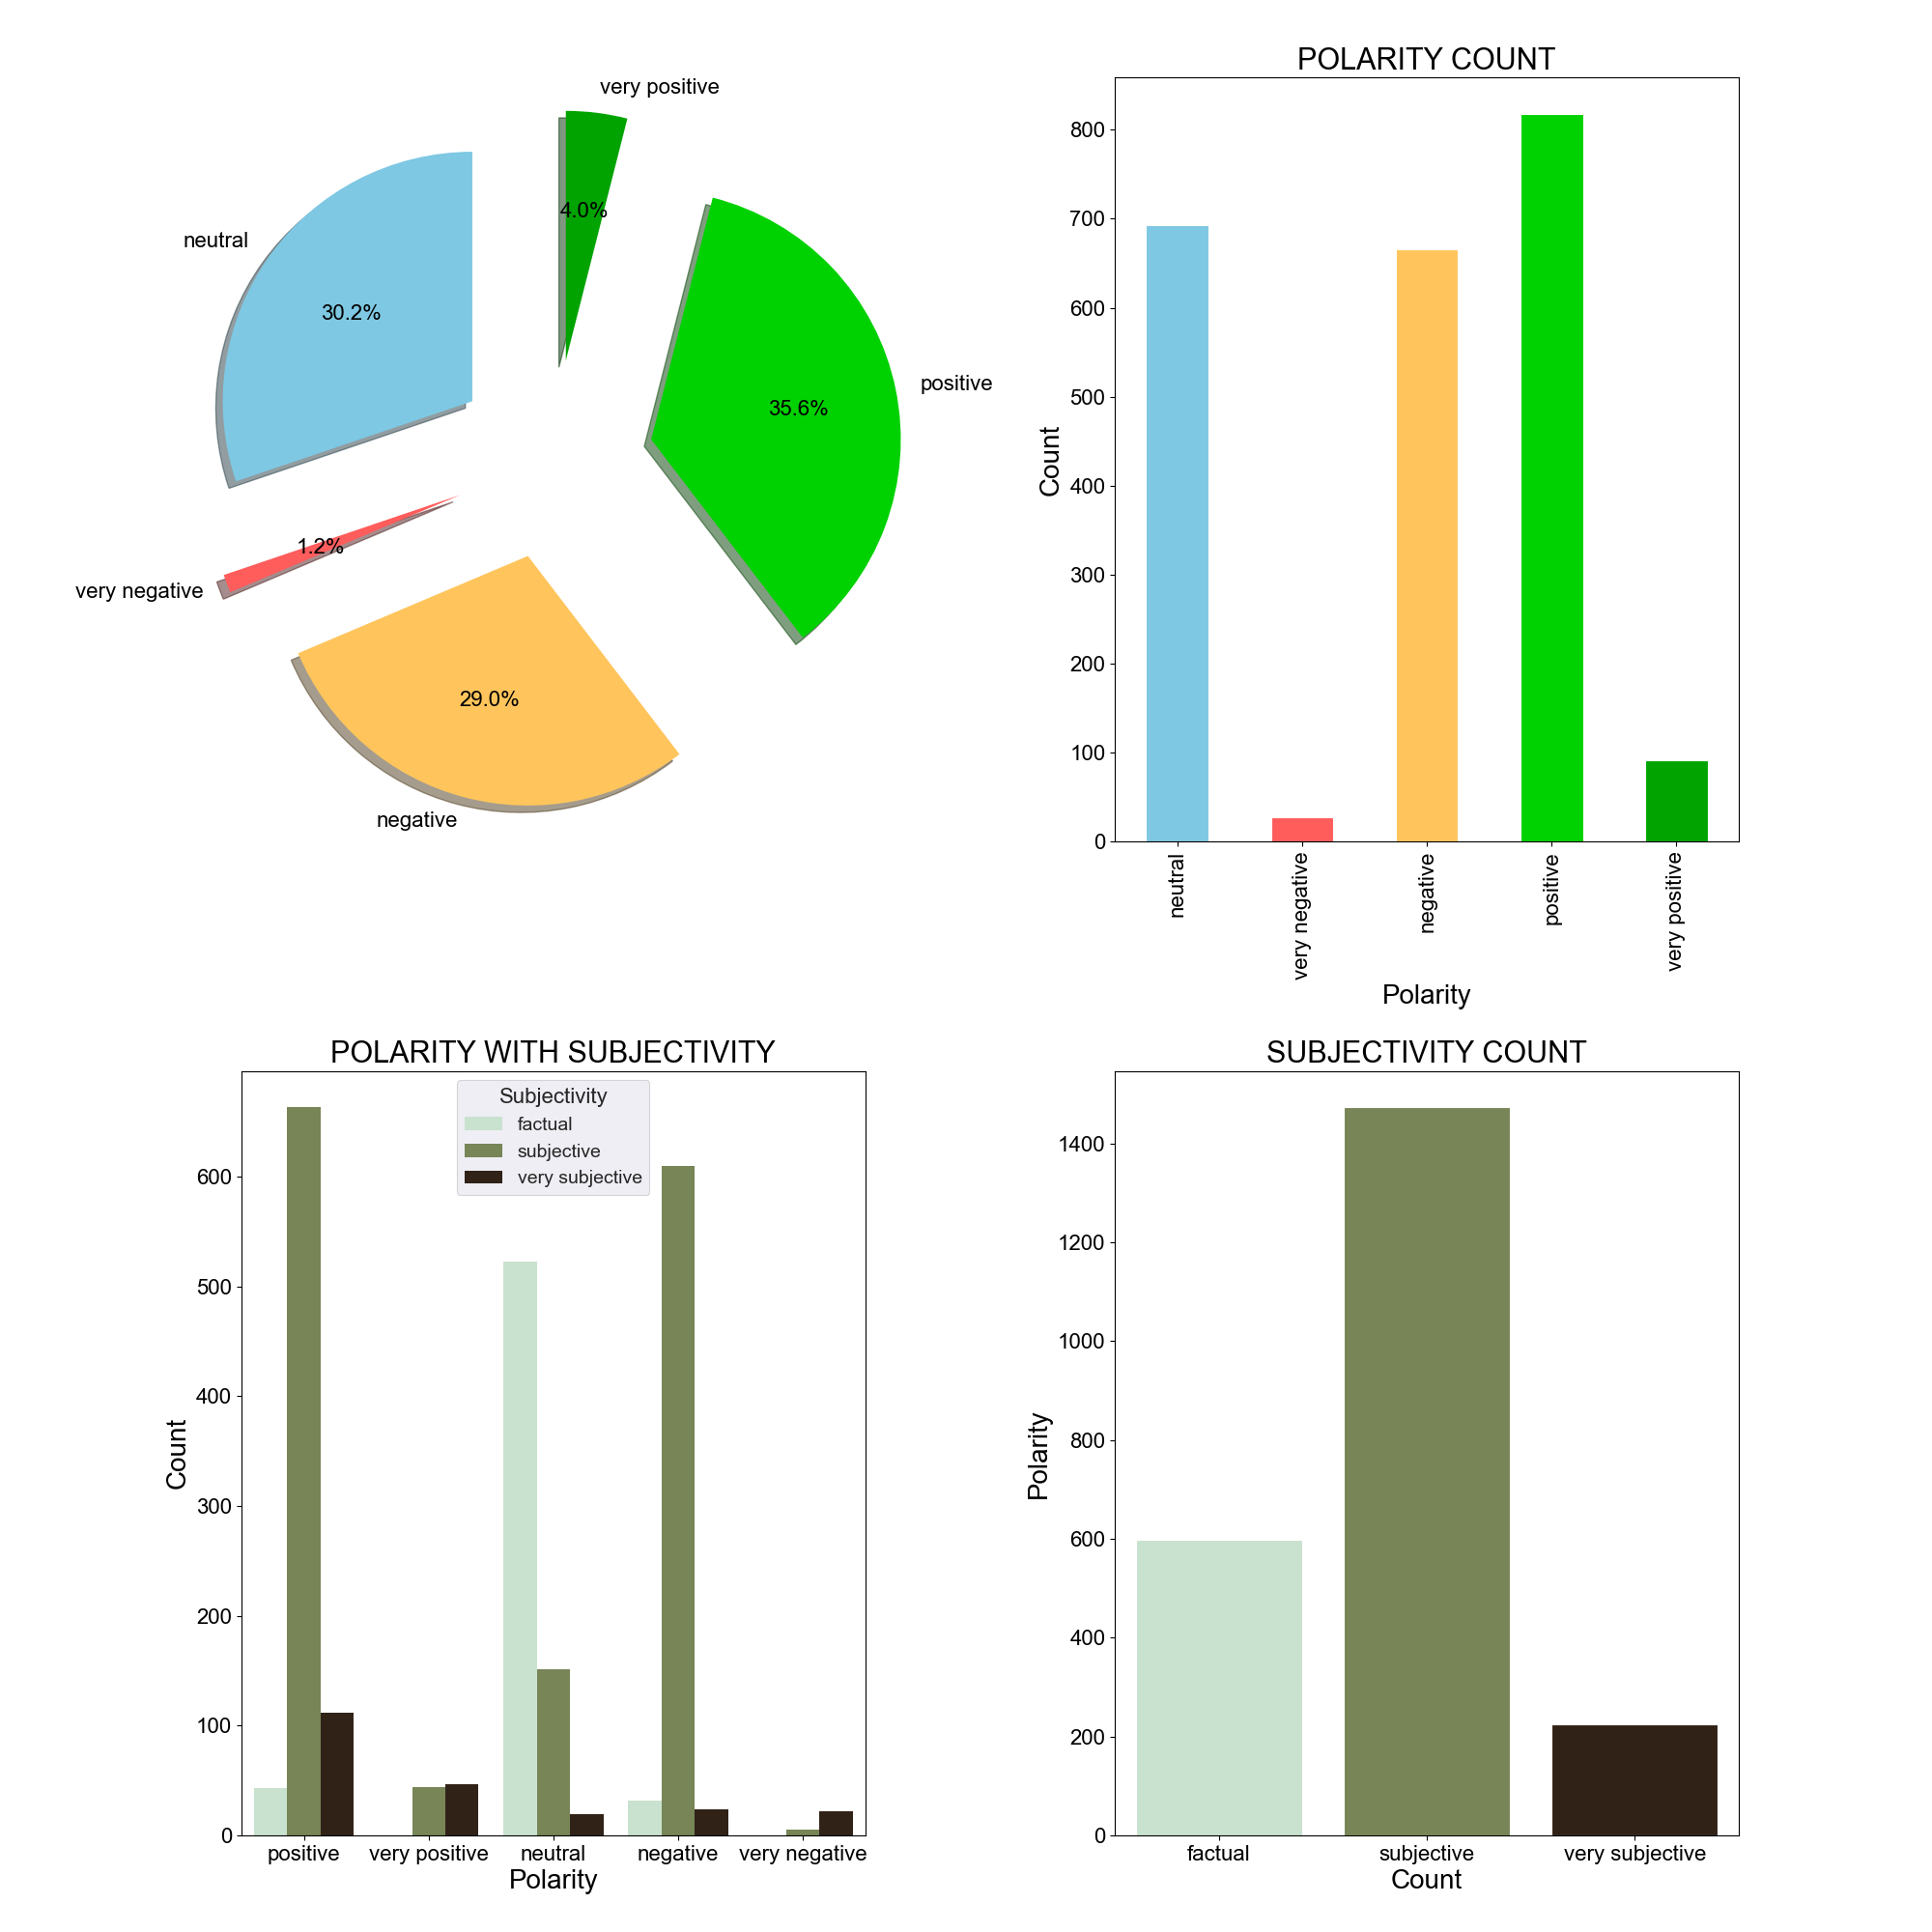 very positive
4.0%
neutral
30.2%
positive
35.6%
1.2%
very negative
29.0%
negative
POLARITY COUNT
Count
800
700
600
500
400
300
200
100
0
neutral
very negative
negative
positive
very positive
Polarity
POLARITY WITH SUBJECTIVITY
Subjectivity
factual
subjective
very subjective
Count
600
500
400
300
200
100
0
positive
very positive
neutral
negative
very negative
Polarity
SUBJECTIVITY COUNT
Polarity
1400
1200
1000
800
600
400
200
0
factual
subjective
very subjective
Count